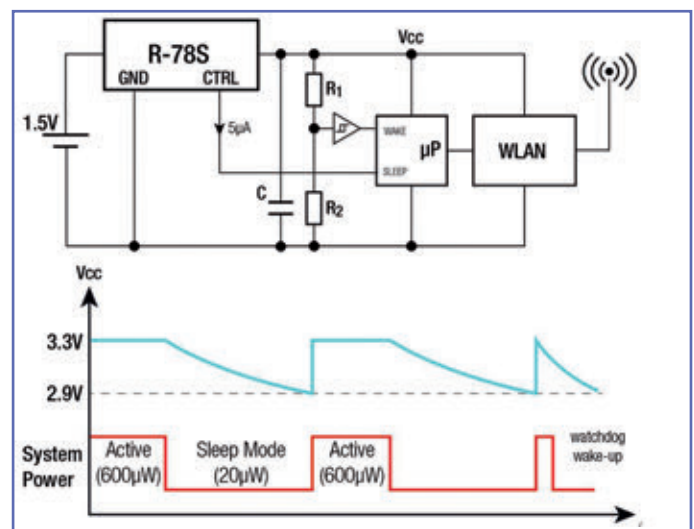 R-78S
GND CTRL
Vcc
1.5V
5µA
R1
WAKE
µP
SLEEP
WLAN
C
R2
Vcc
3.3V
2.9V
System Power
Active (600µW)
Sleep Mode (20µW)
Active (600µW)
watchdog wake-up